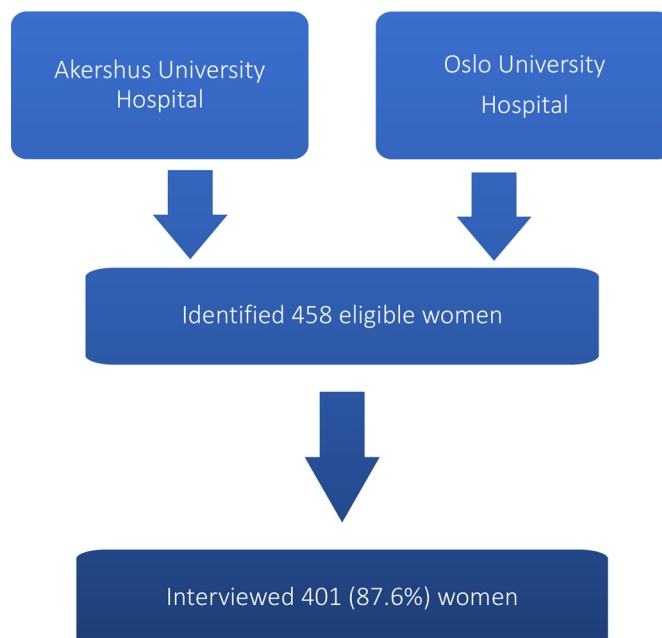 Akershus University
Hospital
Oslo University
Hospital
Identified 458 eligible women
Interviewed 401 (87.6%) women